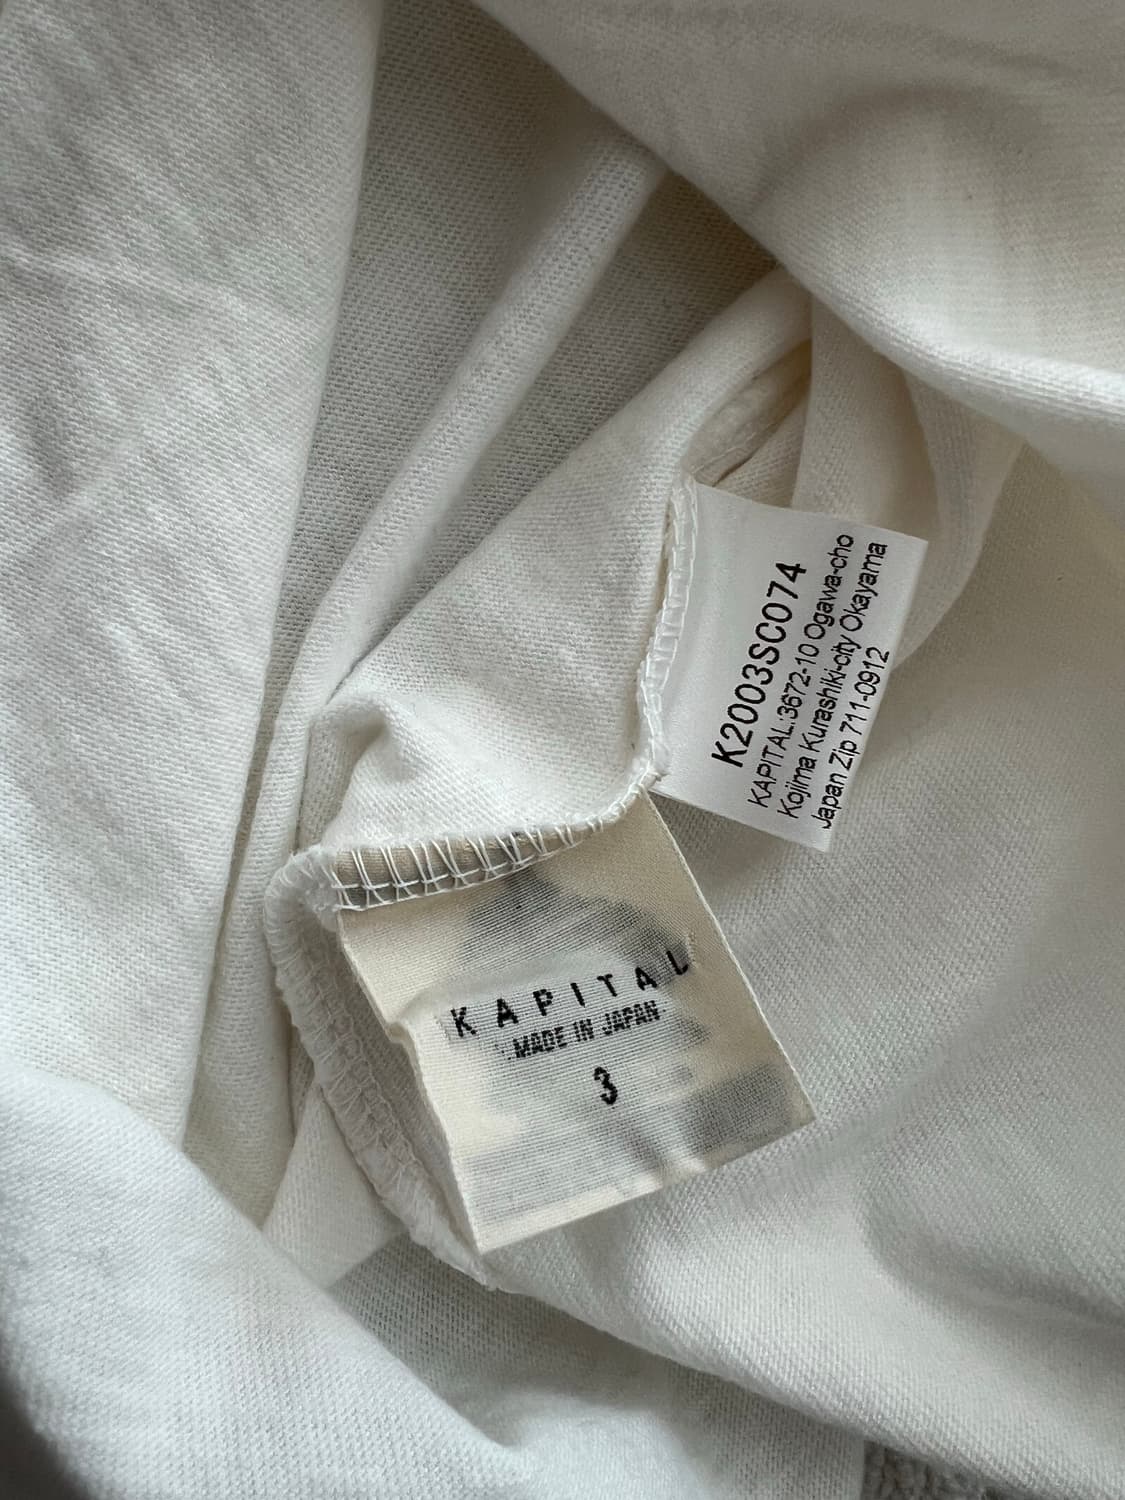 K2003SC074
KAPITAL:3672-10 Ogawa-cho
Kojima Kurashiki-city Okayama
Japan Zip 711-0912
KAPITAL
MADE IN JAPAN
3